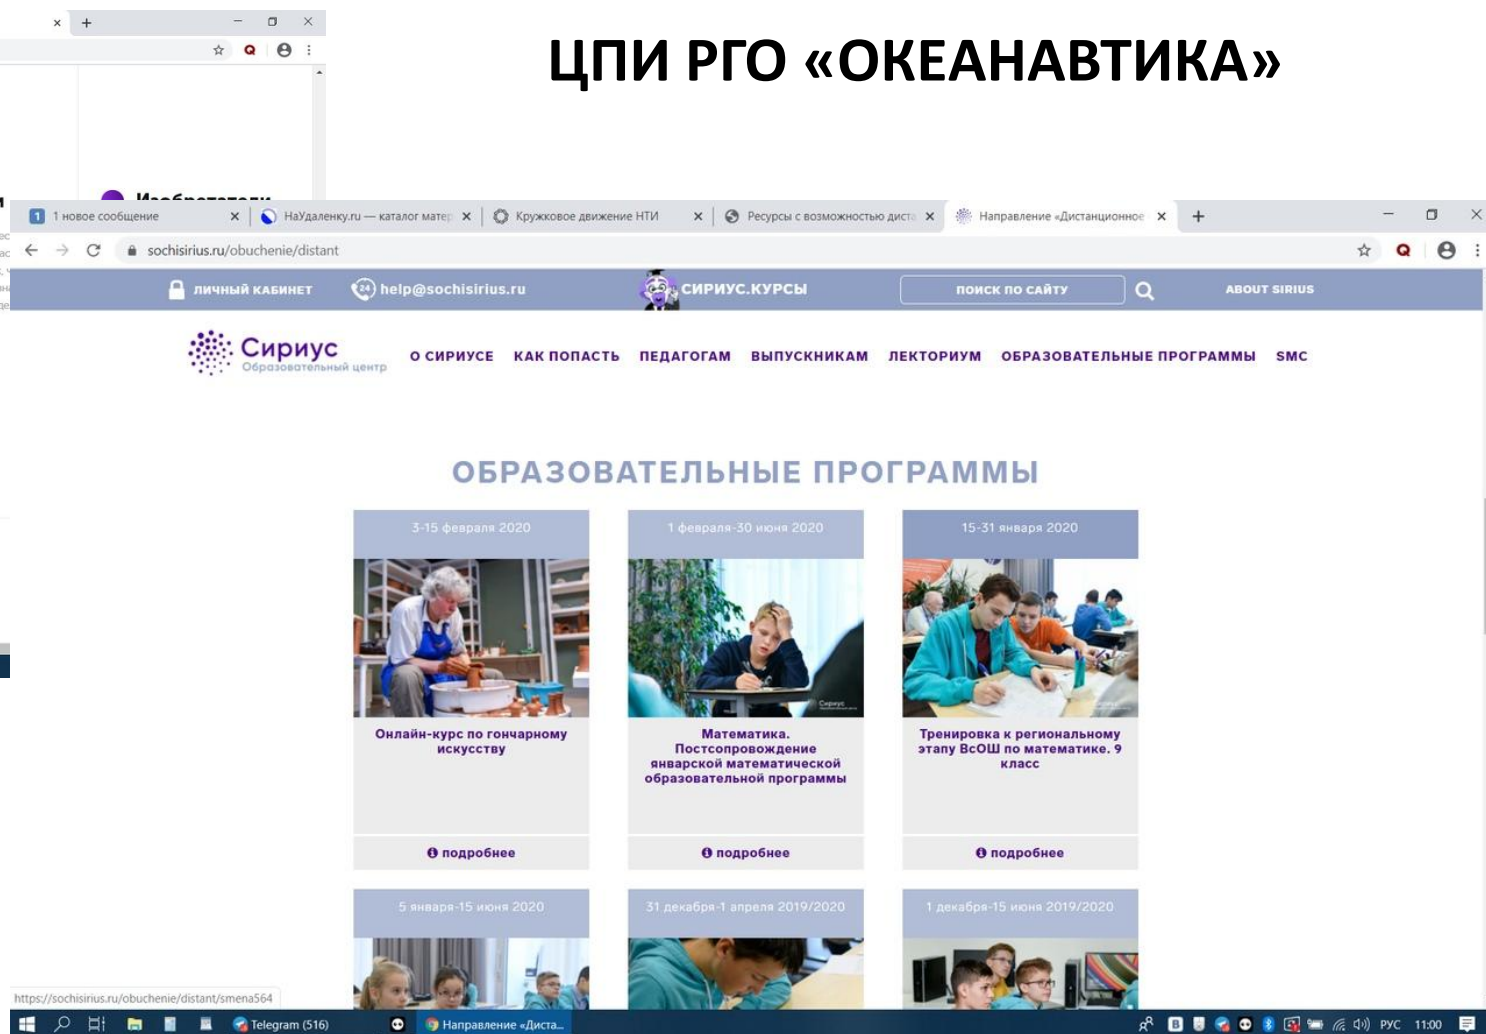 ЦПИ РГО «ОКЕАНАВТИКА»
Изобретатели
1 новое сообщение
НаУдаленку.ru — каталог матер
Кружковое движение НТИ
Ресурсы с возможностью диста
Направление «Дистанционное
sochisirius.ru/obuchenie/distant
ЛИЧНЫЙ КАБИНЕТ
24 help@sochisirius.ru
СИРИУС.КУРСЫ
ПОИСК ПО САЙТУ
ABOUT SIRIUS
Сириус
Образовательный центр
О СИРИУСЕ КАК ПОПАСТЬ ПЕДАГОГАМ ВЫПУСКНИКАМ ЛЕКТОРИУМ ОБРАЗОВАТЕЛЬНЫЕ ПРОГРАММЫ SMC
ОБРАЗОВАТЕЛЬНЫЕ ПРОГРАММЫ
3-15 февраля 2020
Онлайн-курс по гончарному
искусству
подробнее
1 февраля-30 июня 2020
Сириус
Математика.
Постсопровождение
январской математической
образовательной программы
подробнее
15-31 января 2020
Тренировка к региональному
этапу ВсОШ по математике. 9
класс
подробнее
5 января-15 июня 2020
31 декабря-1 апреля 2019/2020
1 декабря-15 июня 2019/2020
https://sochisirius.ru/obuchenie/distant/smena564
Telegram (516)
Направление «Диста...
РУС 11:00